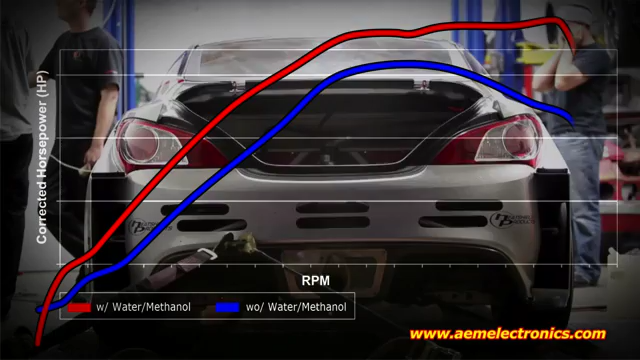 Corrected Horsepower (HP)
RPM
w/ Water/Methanol
wo/ Water/Methanol
www.aemelectronics.com